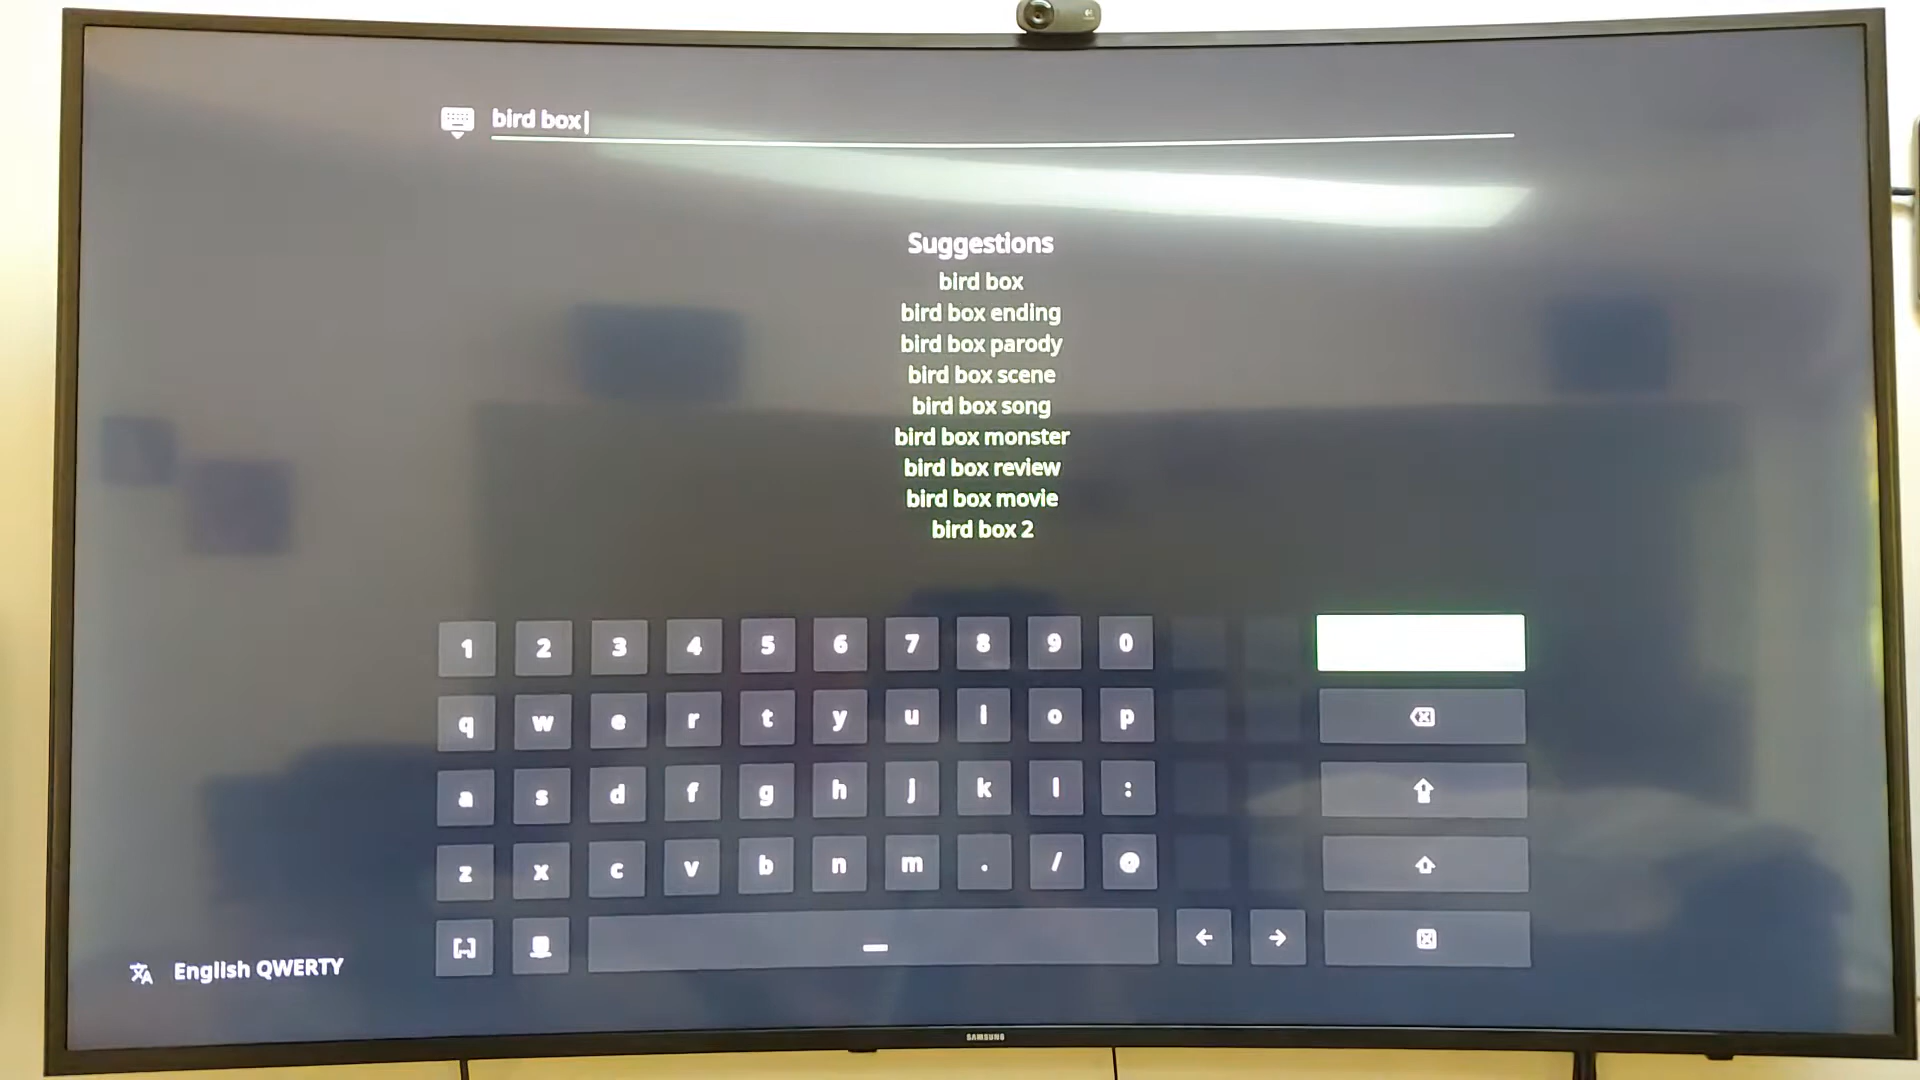 bird box
Suggestions
bird box
bird box ending
bird box parody
bird box scene
bird box song
bird box monster
bird box review
bird box movie
bird box 2
1 2 3 4 5 6 7 8 9 0
q w e r t y u i o p
a s d f g h j k l :
z x c v b n m . / @
English QWERTY
SAMSUNG